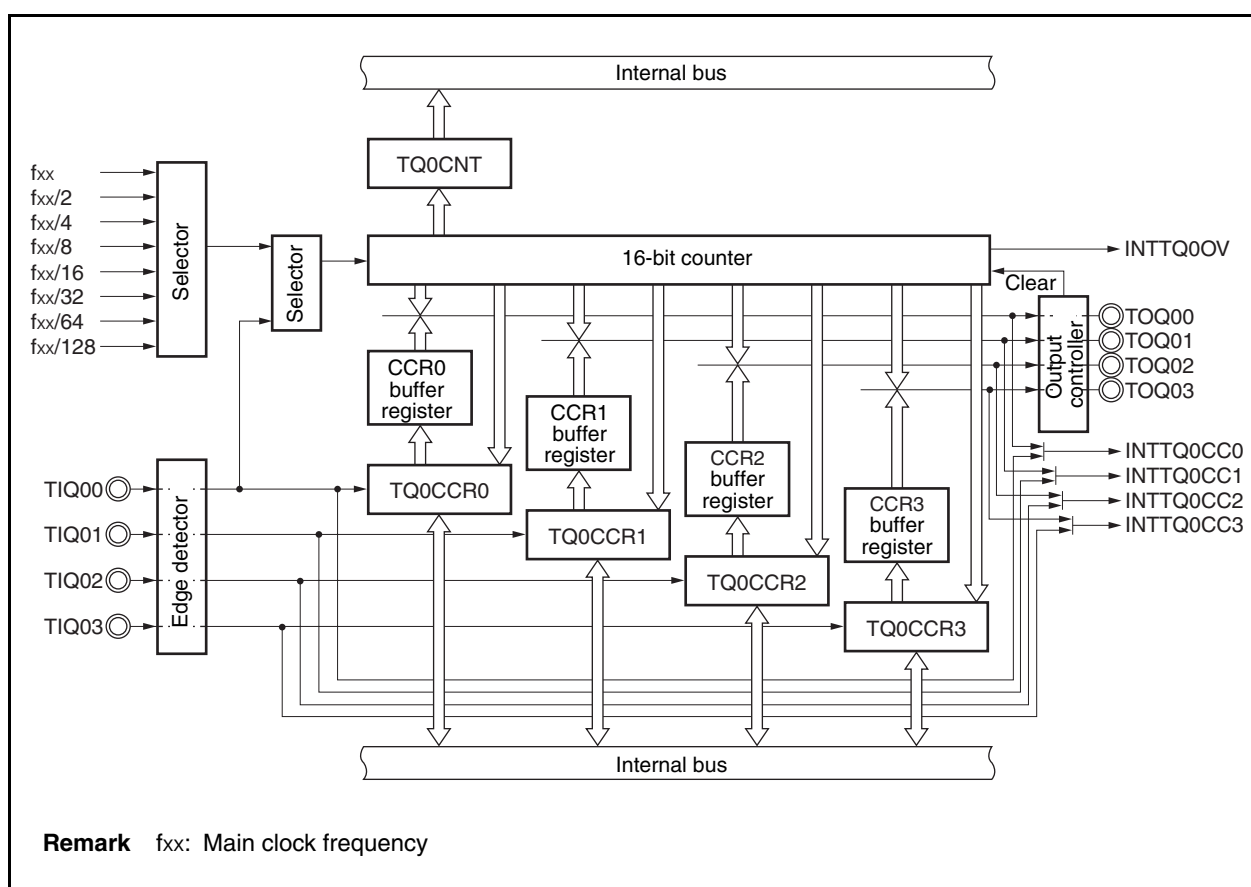 Internal bus
TQ0CNT
fxx
fxx/2
fxx/4
fxx/8
fxx/16
fxx/32
fxx/64
fxx/128
Selector
Selector
16-bit counter
INTTQ0OV
Clear
Output
controller
TOQ00
TOQ01
TOQ02
TOQ03
CCR0
buffer
register
CCR1
buffer
register
CCR2
buffer
register
CCR3
buffer
register
INTTQ0CC0
INTTQ0CC1
INTTQ0CC2
INTTQ0CC3
TIQ00
TIQ01
TIQ02
TIQ03
Edge detector
TQ0CCR0
TQ0CCR1
TQ0CCR2
TQ0CCR3
Internal bus
Remark fxx: Main clock frequency